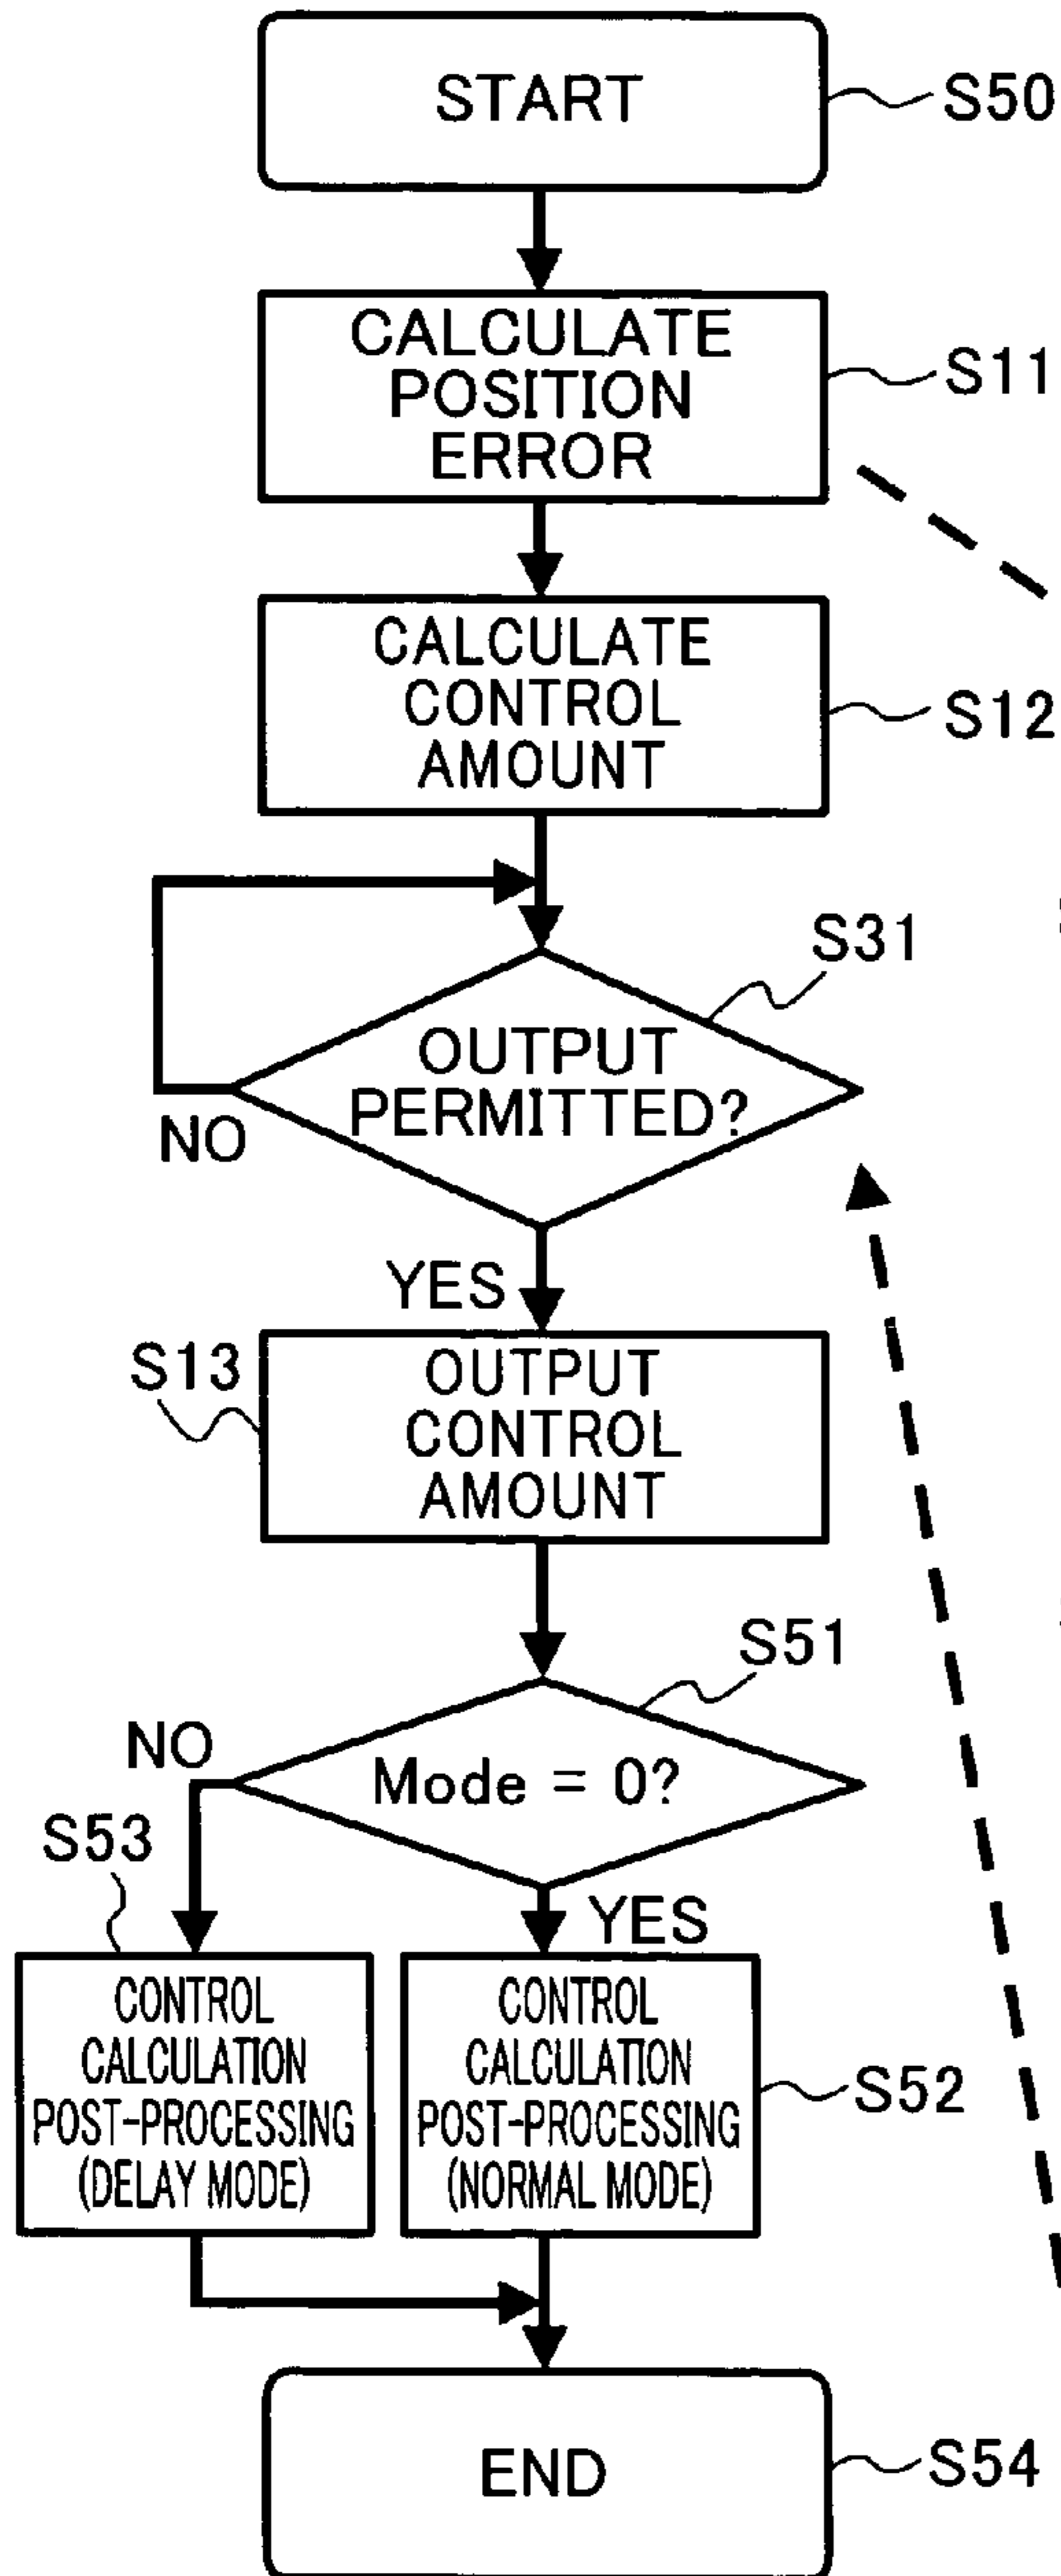 START
S50
CALCULATE
POSITION
ERROR
S11
CALCULATE
CONTROL
AMOUNT
S12
S31
OUTPUT
PERMITTED?
NO
YES
S13
OUTPUT
CONTROL
AMOUNT
S51
NO
Mode = 0?
S53
YES
CONTROL
CALCULATION
POST-PROCESSING
(DELAY MODE)
CONTROL
CALCULATION
POST-PROCESSING
(NORMAL MODE)
S52
END
S54